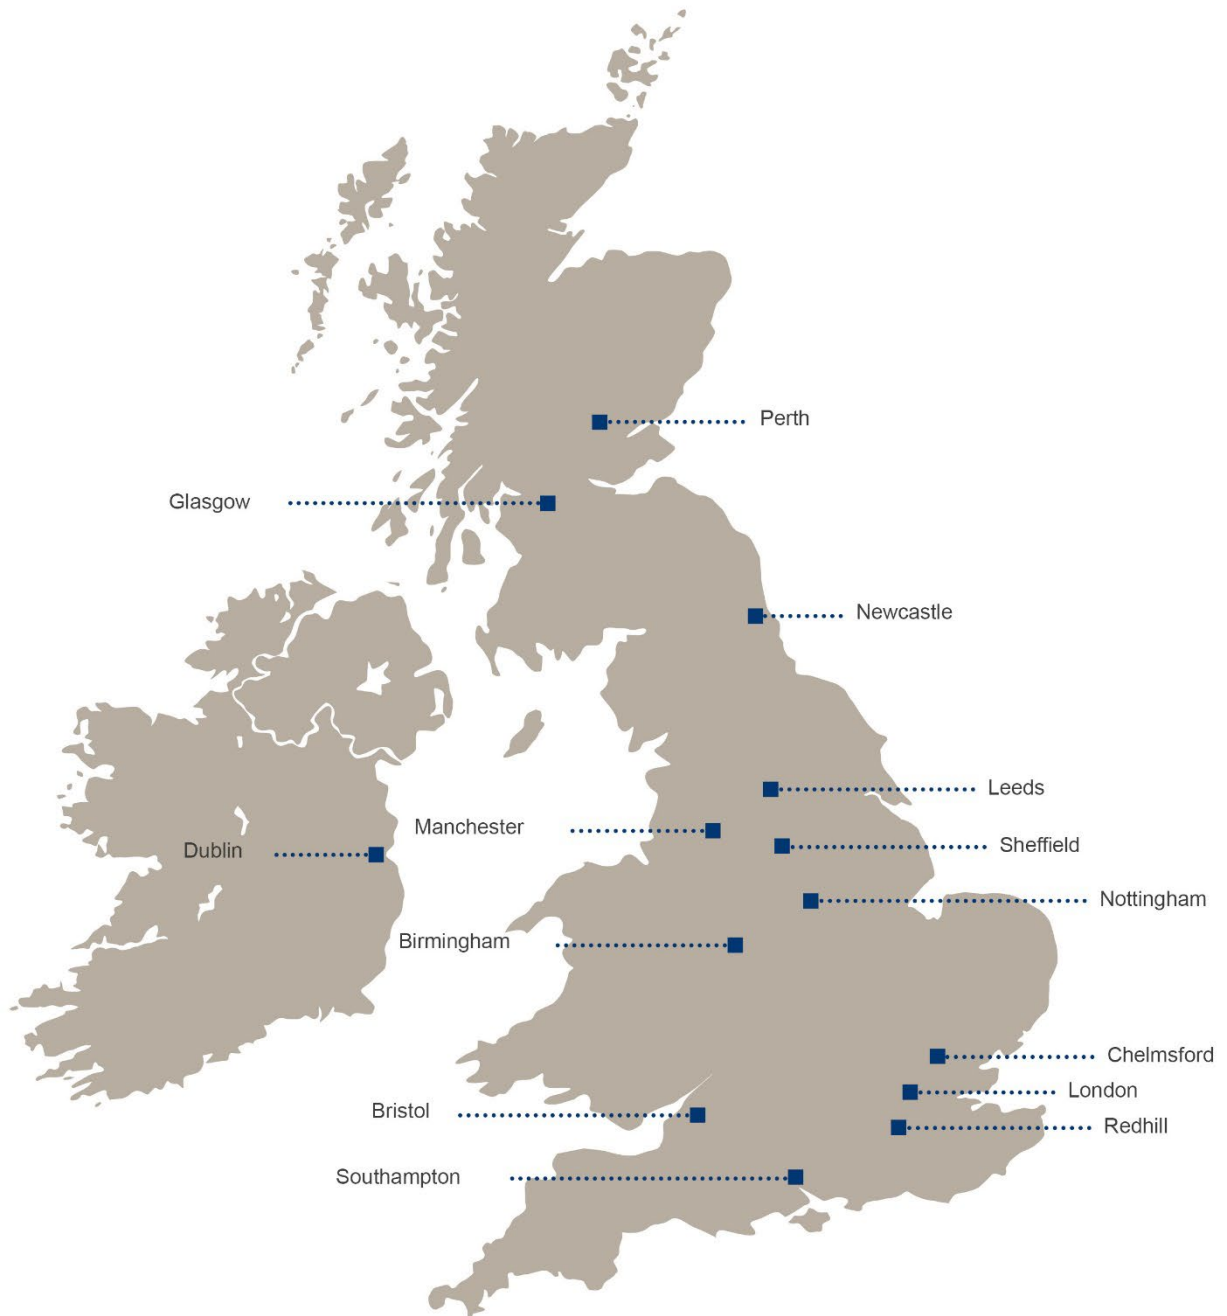 Perth
Glasgow
Newcastle
Leeds
Manchester
Sheffield
Dublin
Nottingham
Birmingham
Chelmsford
London
Bristol
Redhill
Southampton